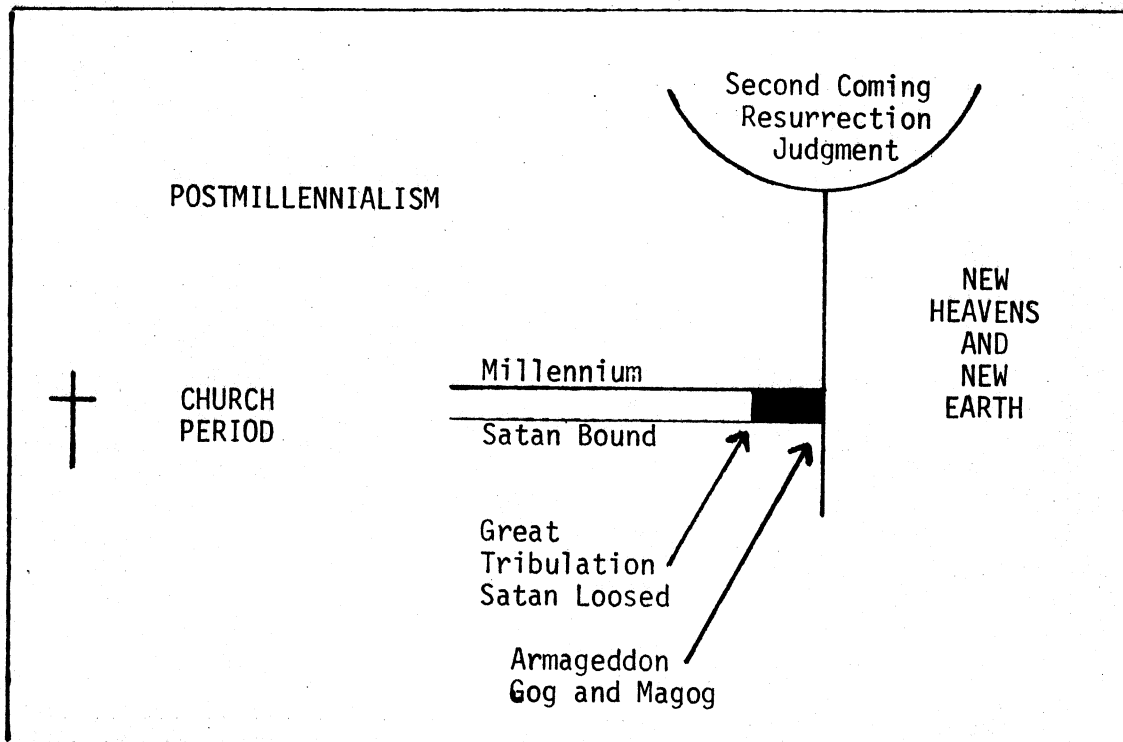 Second Coming
Resurrection
Judgment
POSTMILLENNIALISM
NEW
HEAVENS
AND
NEW
EARTH
Millennium
CHURCH
PERIOD
Satan Bound
Great
Tribulation
Satan Loosed
Armageddon
Gog and Magog